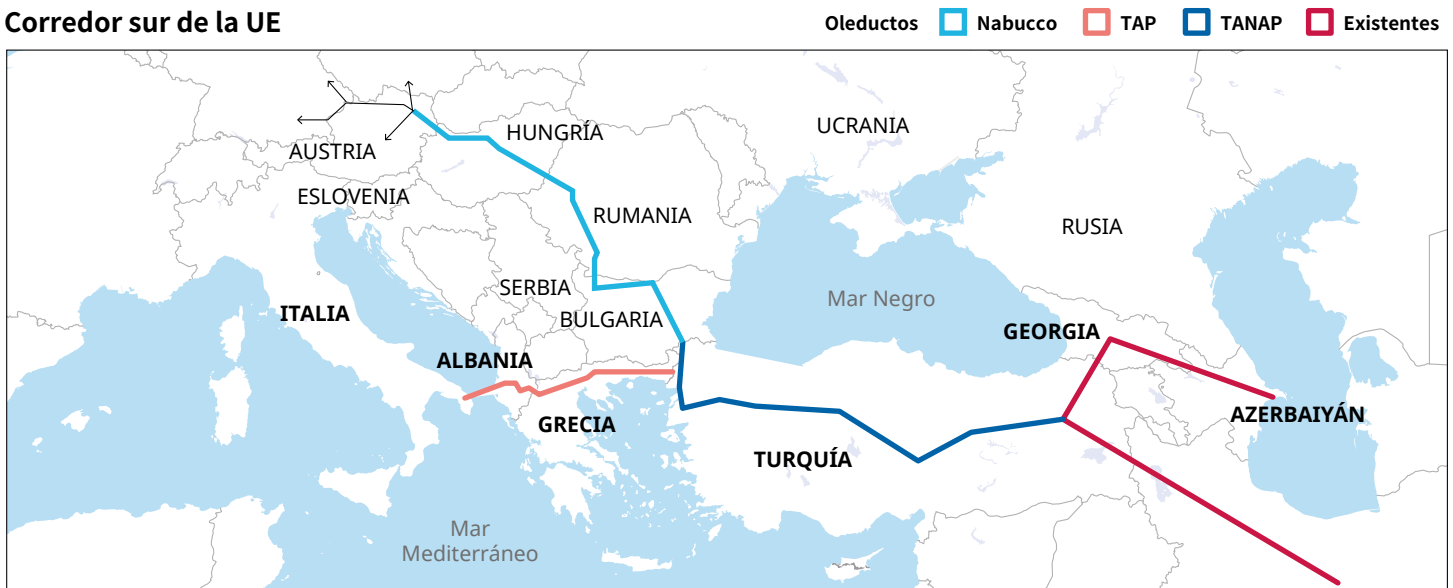 Corredor sur de la UE
Oleductos Nabucco TAP TANAP Existentes
HUNGRÍA
UCRANIA
AUSTRIA
ESLOVENIA
RUMANIA
RUSIA
SERBIA
Mar Negro
ITALIA
BULGARIA
GEORGIA
ALBANIA
AZERBAIYÁN
GRECIA
TURQUÍA
Mar
Mediterráneo